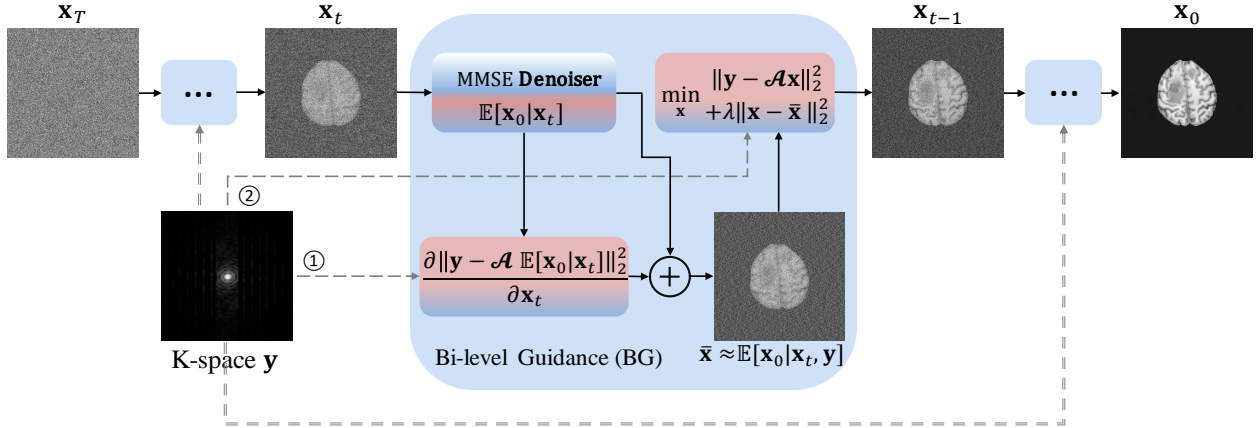 𝐱_T
𝐱_t
𝐱_{t−1}
𝐱_0
•••
MMSE Denoiser
𝔼[𝐱_0|𝐱_t]
min_𝐱 ‖𝐲 − 𝓐𝐱‖_2^2
+λ‖𝐱 − 𝐱̄ ‖_2^2
•••
②
①
∂‖𝐲 − 𝓐 𝔼[𝐱_0|𝐱_t]‖_2^2
∂𝐱_t
+
K-space 𝐲
Bi-level Guidance (BG)
𝐱̄ ≈𝔼[𝐱_0|𝐱_t, 𝐲]